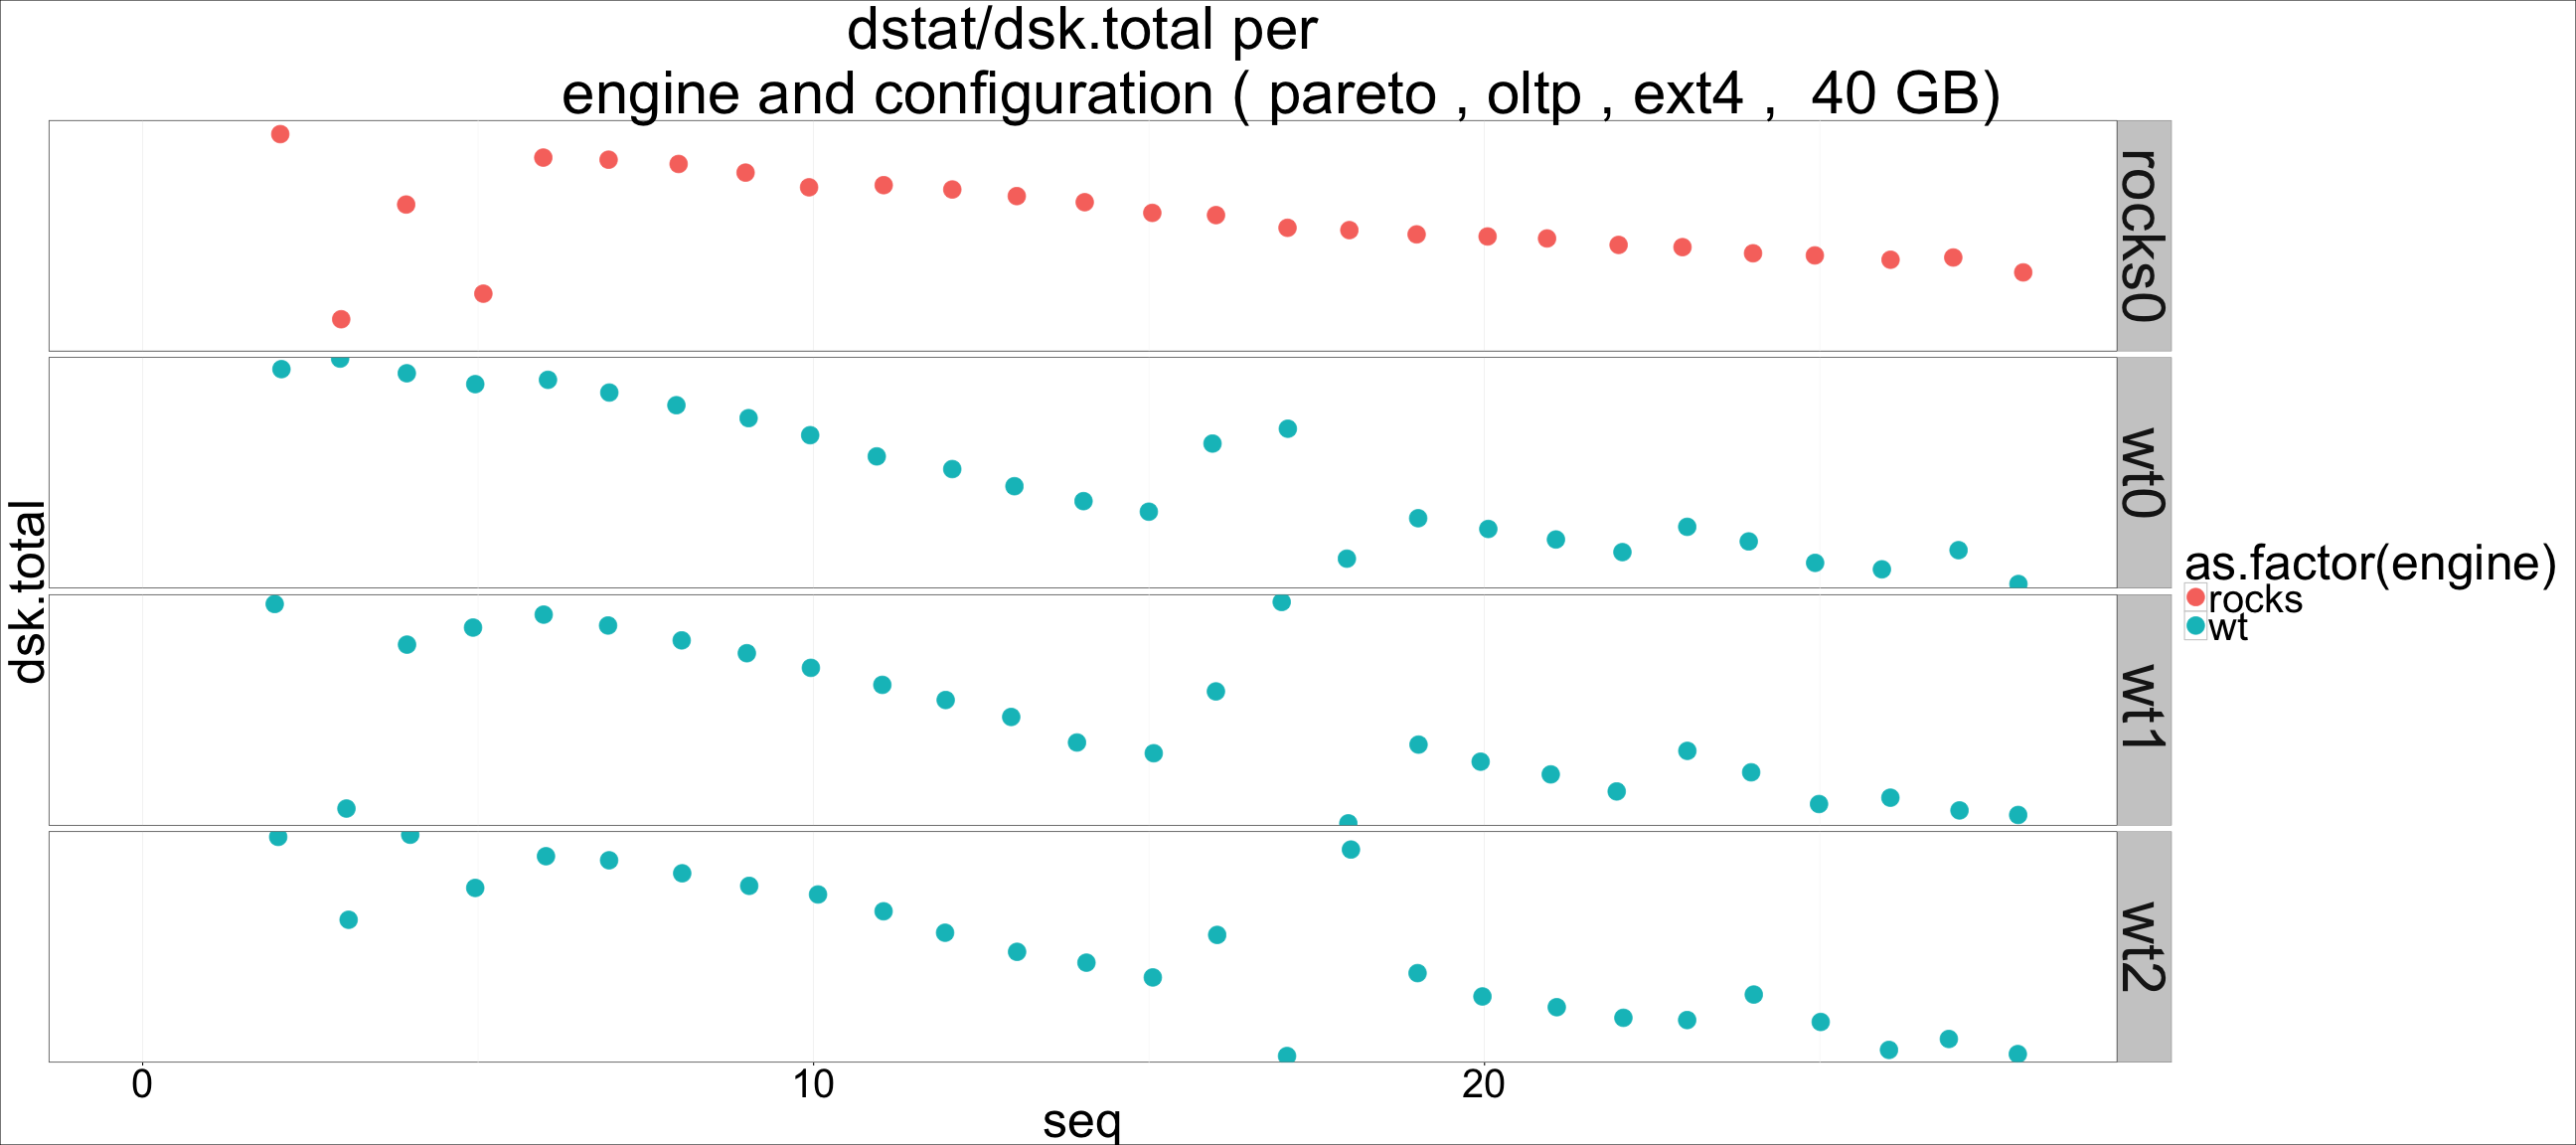 dstat/dsk.total per
engine and configuration ( pareto , oltp , ext4 ,  40 GB)
rocks0
wt0
wt1
wt2
dsk.total
as.factor(engine)
rocks
wt
0 10 20
seq